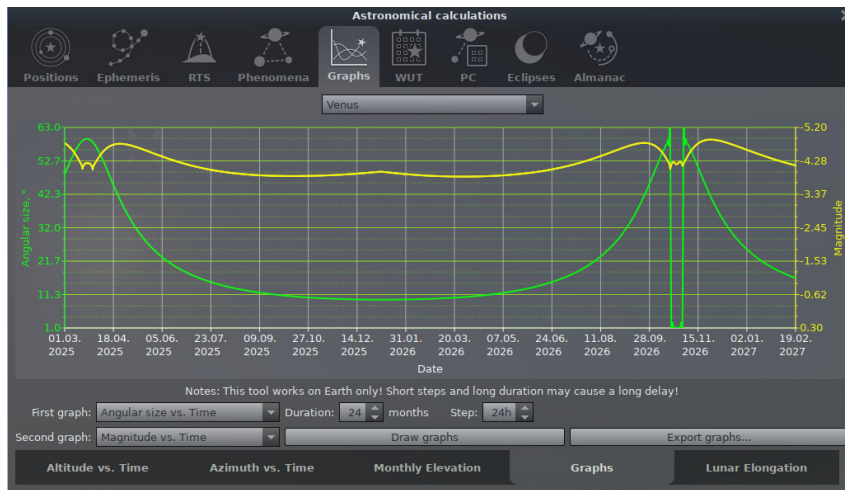 Astronomical calculations
Positions Ephemeris RTS Phenomena Graphs WUT PC Eclipses Almanac
Venus
63.0 -5.20
52.7 -4.28
42.3 -3.37
32.0 -2.45
21.7 -1.53
11.3 -0.62
1.0 0.30
Angular size, "
Magnitude
01.03. 18.04. 05.06. 23.07. 09.09. 27.10. 14.12. 31.01. 20.03. 07.05. 24.06. 11.08. 28.09. 15.11. 02.01. 19.02.
2025 2025 2025 2025 2025 2025 2025 2026 2026 2026 2026 2026 2026 2026 2027 2027
Date
Notes: This tool works on Earth only! Short steps and long duration may cause a long delay!
First graph: Angular size vs. Time Duration: 24 months Step: 24h
Second graph: Magnitude vs. Time Draw graphs Export graphs...
Altitude vs. Time Azimuth vs. Time Monthly Elevation Graphs Lunar Elongation